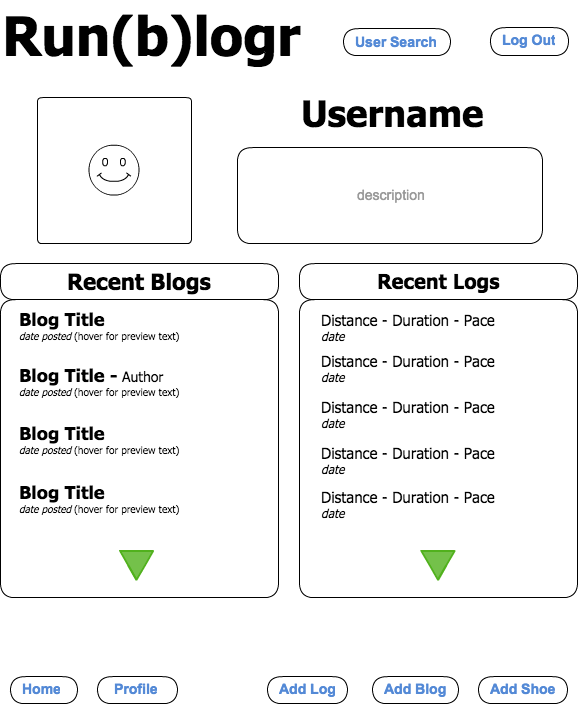 Run(b)logr
User Search
Log Out
Username
description
Recent Blogs
Blog Title
date posted (hover for preview text)
Blog Title - Author
date posted (hover for preview text)
Blog Title
date posted (hover for preview text)
Blog Title
date posted (hover for preview text)
Recent Logs
Distance - Duration - Pace
date
Distance - Duration - Pace
date
Distance - Duration - Pace
date
Distance - Duration - Pace
date
Distance - Duration - Pace
date
Home
Profile
Add Log
Add Blog
Add Shoe